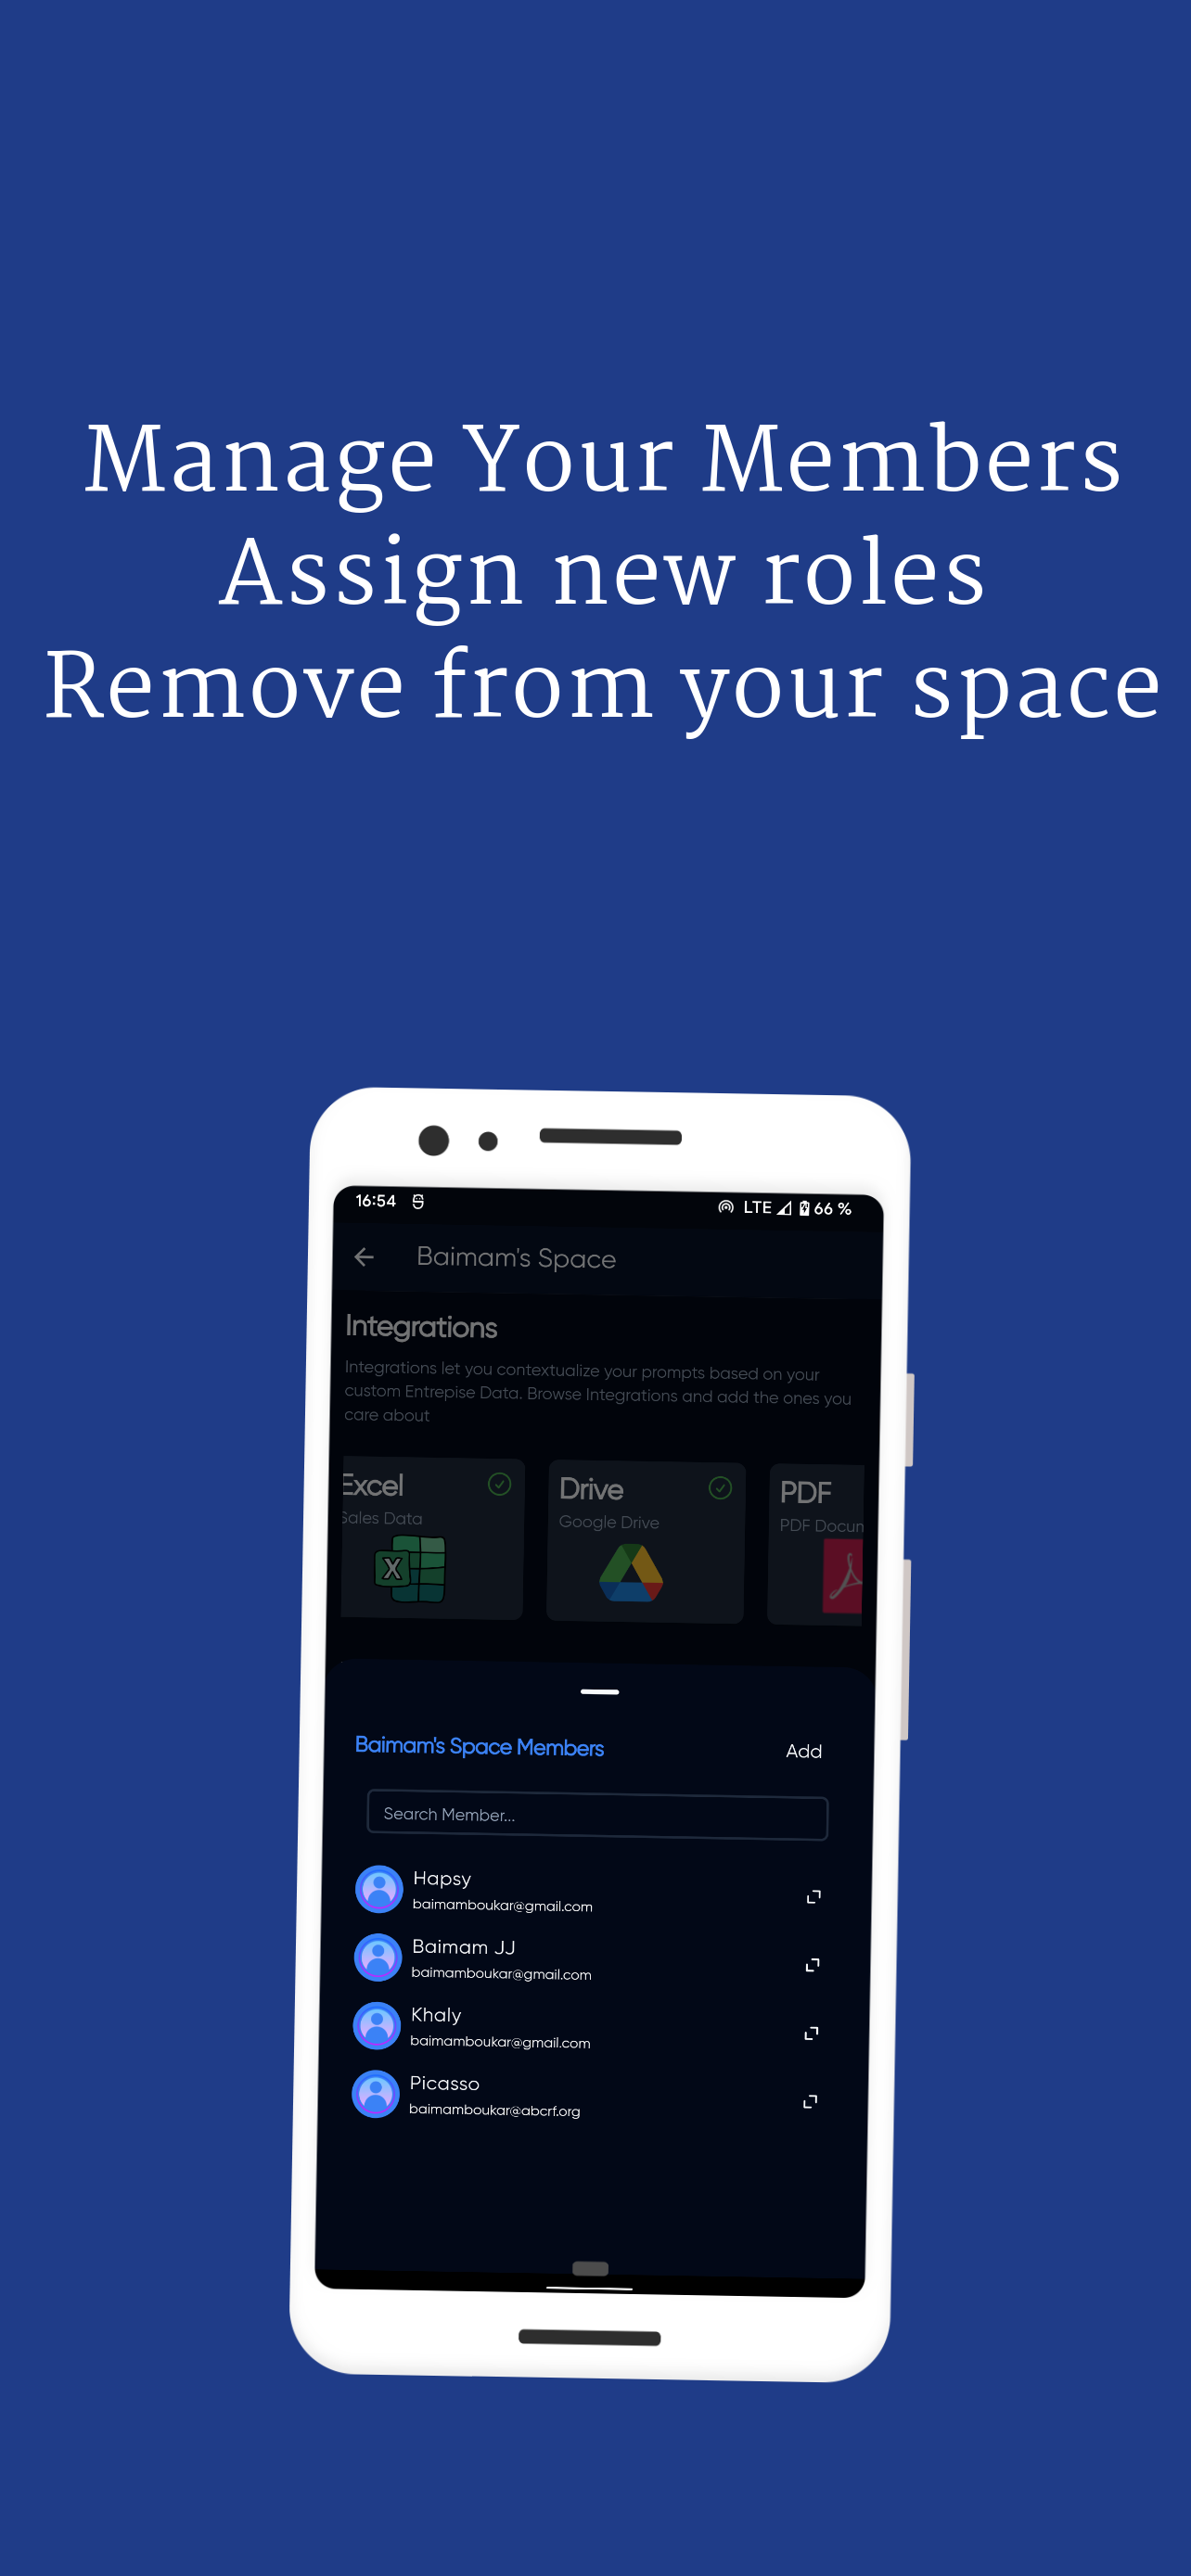 Manage Your Members
Assign new roles
Remove from your space
16:54 LTE 66 %
Baimam's Space
Integrations
Integrations let you contextualize your prompts based on your
custom Entrepise Data. Browse Integrations and add the ones you
care about
Excel Drive PDF
Sales Data Google Drive PDF Docun
X
Baimam's Space Members Add
Search Member...
Hapsy
baimamboukar@gmail.com
Baimam JJ
baimamboukar@gmail.com
Khaly
baimamboukar@gmail.com
Picasso
baimamboukar@abcrf.org